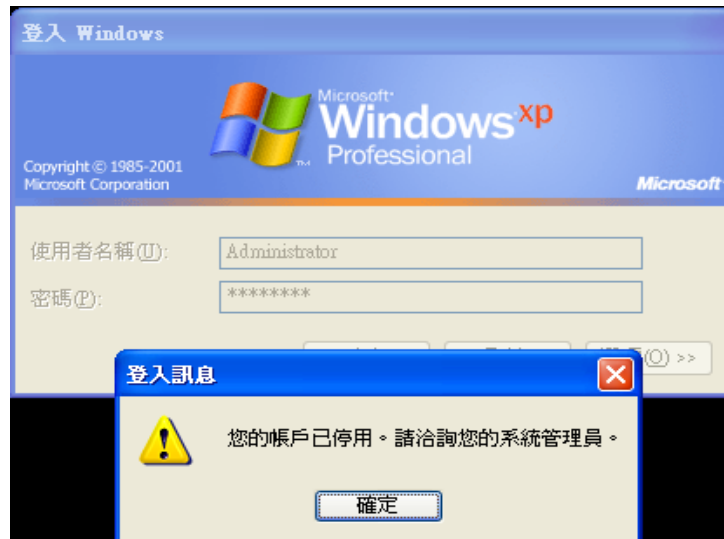 登入 Windows
Microsoft
Windows xp
Professional
Copyright © 1985-2001
Microsoft Corporation
Microsoft
使用者名稱(U):
Administrator
密碼(P):
********
(O) >>
登入訊息
您的帳戶已停用。請洽詢您的系統管理員。
確定